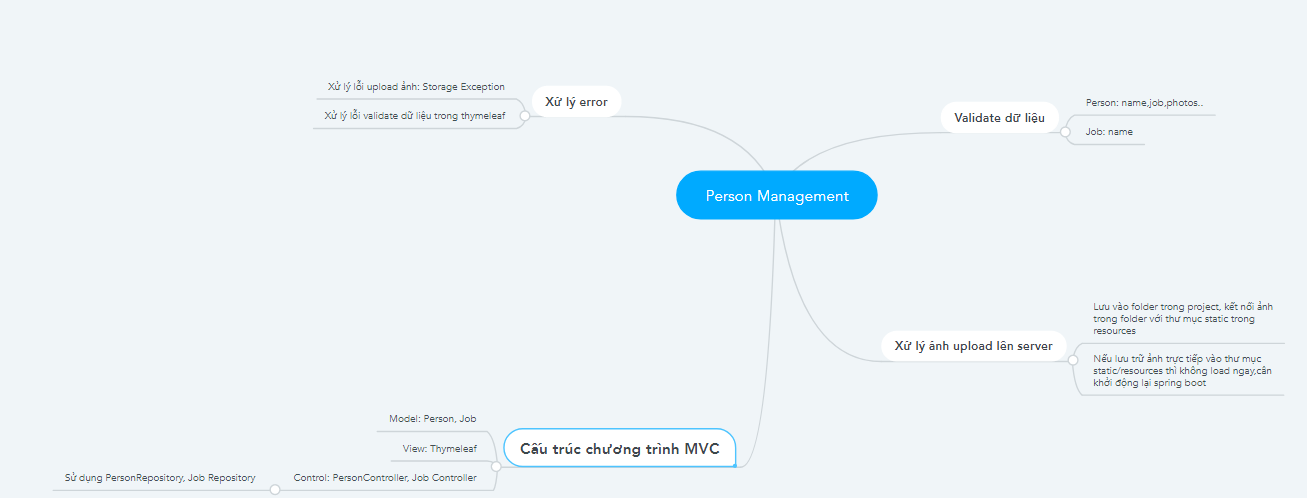 Xử lý lỗi upload ảnh: Storage Exception
Xử lý error
Xử lý lỗi validate dữ liệu trong thymeleaf
Person: name,job,photos..
Validate dữ liệu
Job: name
Person Management
Lưu vào folder trong project, kết nối ảnh
trong folder với thư mục static trong
resources
Xử lý ảnh upload lên server
Nếu lưu trữ ảnh trực tiếp vào thư mục
static/resources thì không load ngay,cần
khởi động lại spring boot
Model: Person, Job
Cấu trúc chương trình MVC
View: Thymeleaf
Sử dụng PersonRepository, Job Repository
Control: PersonController, Job Controller